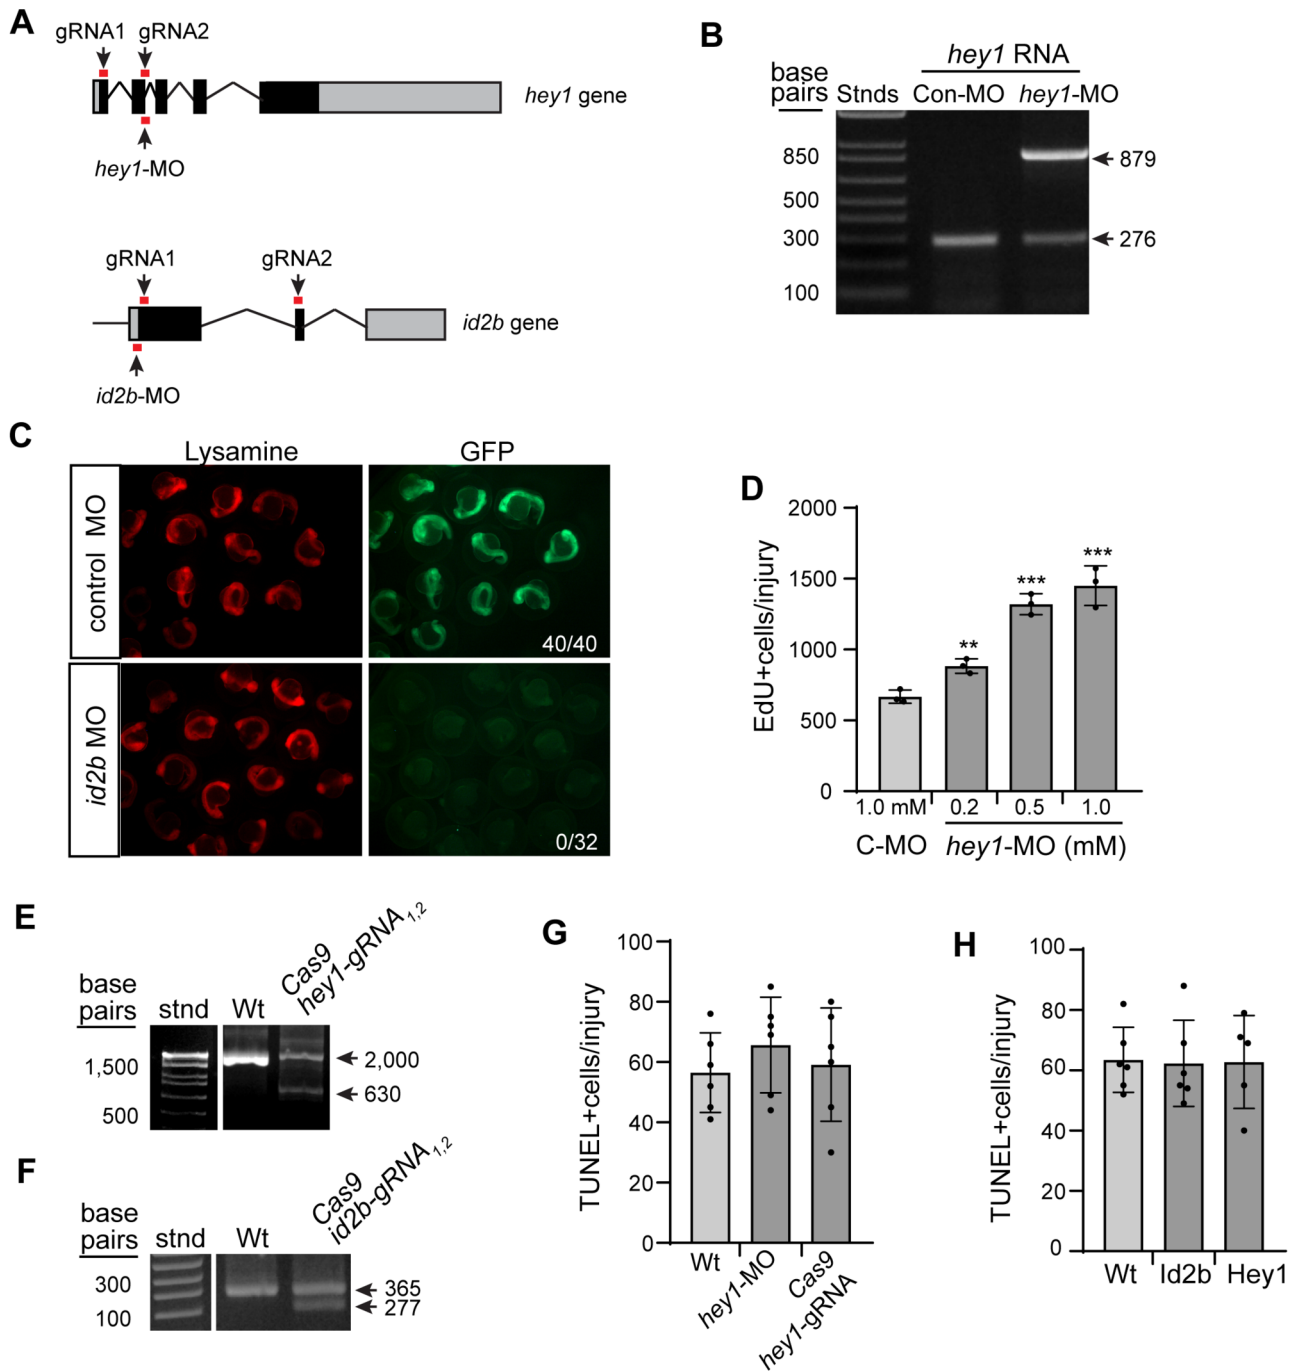 A
gRNA1 gRNA2
hey1 gene
hey1-MO
gRNA1 gRNA2
id2b gene
id2b-MO
B
hey1 RNA
base
pairs Stnds Con-MO hey1-MO
850
500
300
100
879
276
C
Lysamine GFP
control MO
40/40
id2b MO
0/32
D
EdU+cells/injury
2000
1500
1000
500
0
** *** ***
1.0 mM 0.2 0.5 1.0
C-MO hey1-MO (mM)
E
base
pairs stnd Wt Cas9
hey1-gRNA1,2
1,500
500
2,000
630
F
base
pairs stnd Wt Cas9
id2b-gRNA1,2
300
100
365
277
G
TUNEL+cells/injury
100
80
60
40
20
0
Wt hey1-MO Cas9
hey1-gRNA
H
TUNEL+cells/injury
100
80
60
40
20
0
Wt Id2b Hey1